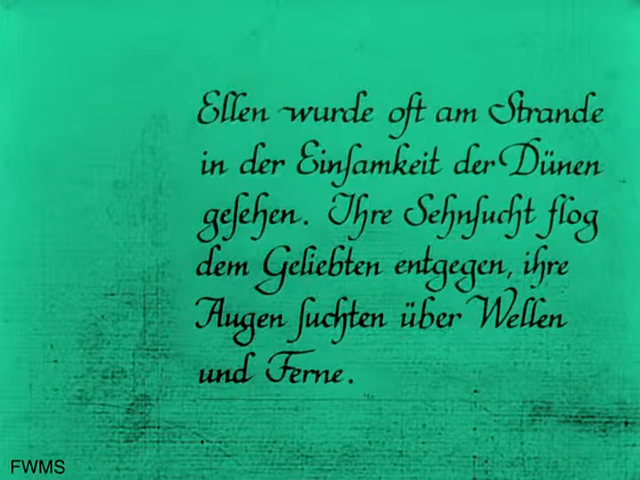 Ellen wurde oft am Strande
in der Einſamkeit der Dünen
geſehen. Ihre Sehnſucht flog
dem Geliebten entgegen, ihre
Augen ſuchten über Wellen
und Ferne.
FWMS